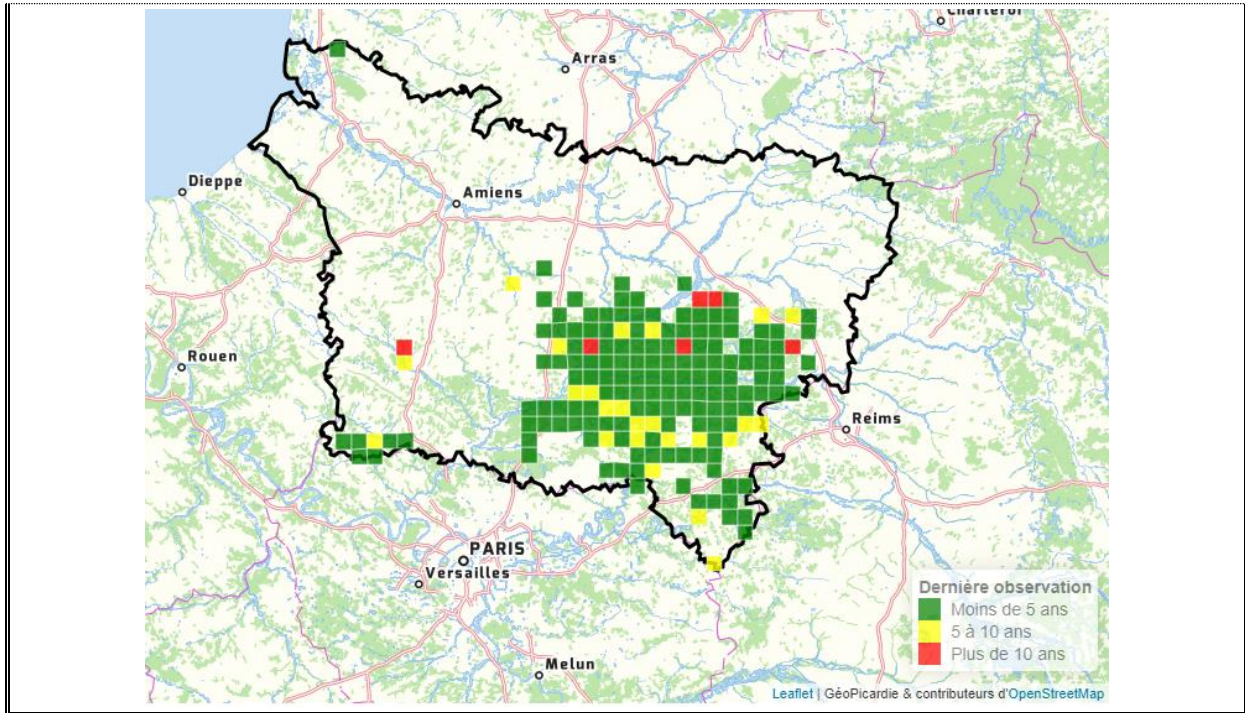 Charleroi
Arras
Dieppe
Amiens
Rouen
Reims
PARIS
Versailles
Melun
Dernière observation
Moins de 5 ans
5 à 10 ans
Plus de 10 ans
Leaflet | GéoPicardie & contributeurs d'OpenStreetMap